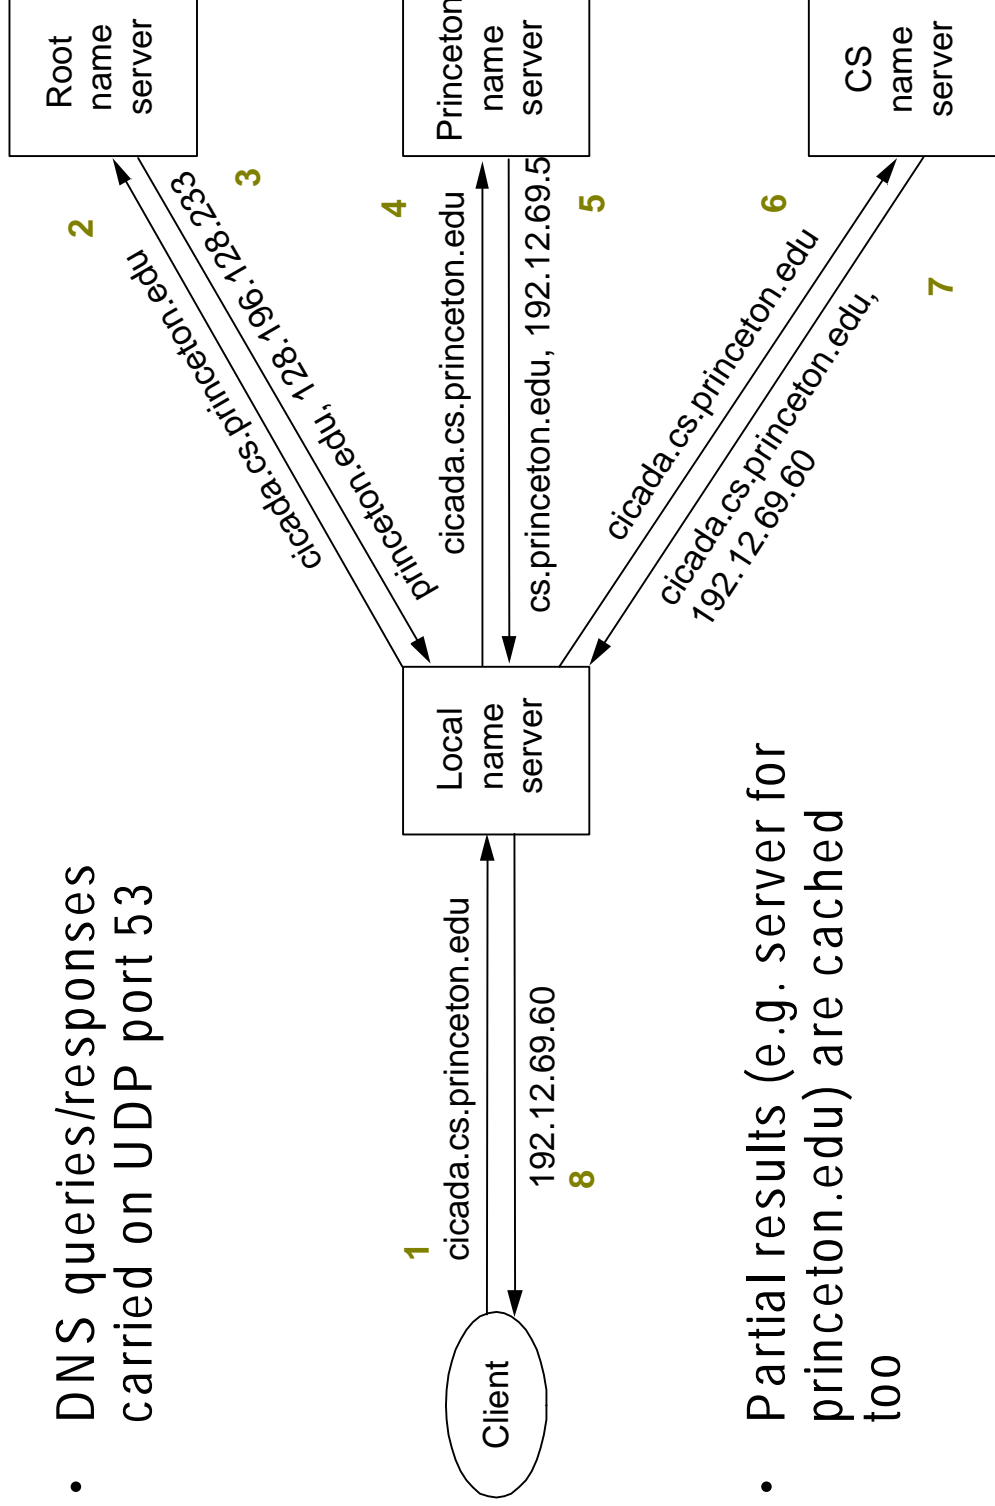 • DNS queries/responses
carried on UDP port 53
Root
name
server
2
cicada.cs.princeton.edu
princeton.edu, 128.196.128.233
3
Princeton
name
server
4
cicada.cs.princeton.edu
cs.princeton.edu, 192.12.69.5
5
1
cicada.cs.princeton.edu
Client
Local
name
server
192.12.69.60
8
CS
name
server
6
cicada.cs.princeton.edu
cicada.cs.princeton.edu,
192.12.69.60
7
• Partial results (e.g. server for
princeton.edu) are cached
too